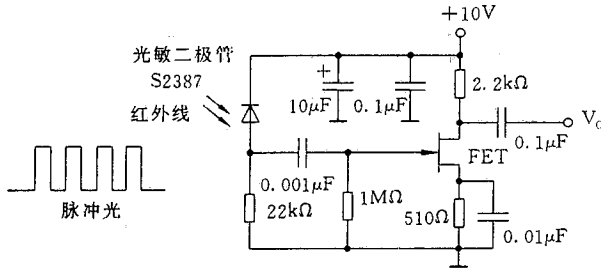 +10V
光敏二极管
S2387
红外线
10μF
0.1μF
2.2kΩ
0.1μF
FET
0.001μF
22kΩ
1MΩ
510Ω
0.01μF
脉冲光